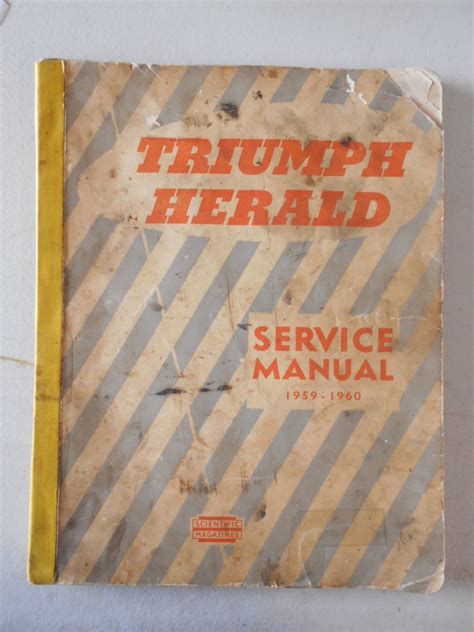 TRIUMPH
HERALD
SERVICE
MANUAL
1959-1960
SCIENTIFIC
MAGAZINES